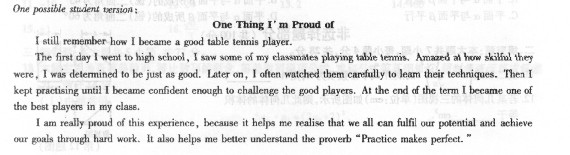 One possible student version:
One Thing I'm Proud of
I still remember how I became a good table tennis player.
The first day I went to high school, I saw some of my classmates playing table tennis. Amazed at how skilful they
were, I was determined to be just as good. Later on, I often watched them carefully to learn their techniques. Then I
kept practising until I became confident enough to challenge the good players. At the end of the term I became one of
the best players in my class.
I am really proud of this experience, because it helps me realise that we all can fulfil our potential and achieve
our goals through hard work. It also helps me better understand the proverb "Practice makes perfect."